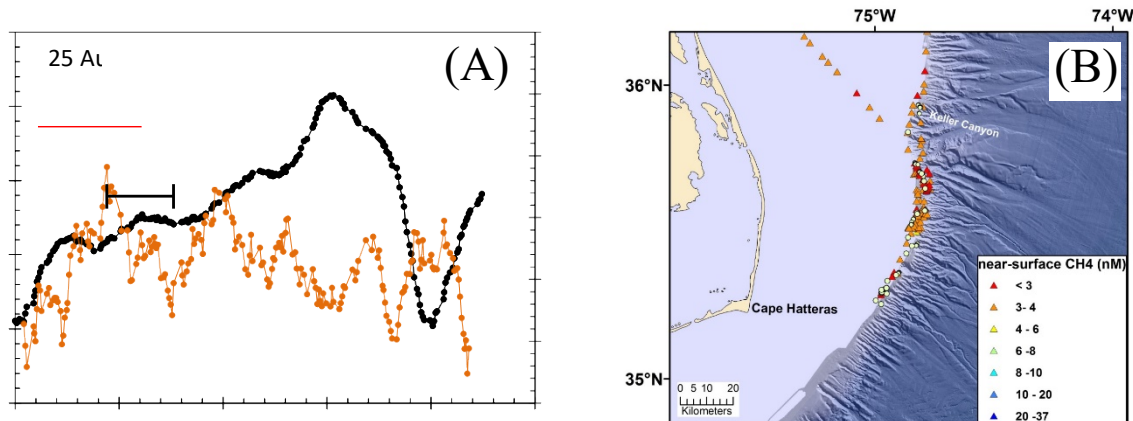 25 Aι
(A)
75°W
74°W
(B)
36°N
Keller Canyon
near-surface CH4 (nM)
< 3
3- 4
4 - 6
6 -8
8 -10
10 - 20
20 -37
Cape Hatteras
35°N
0 5 10 20
Kilometers